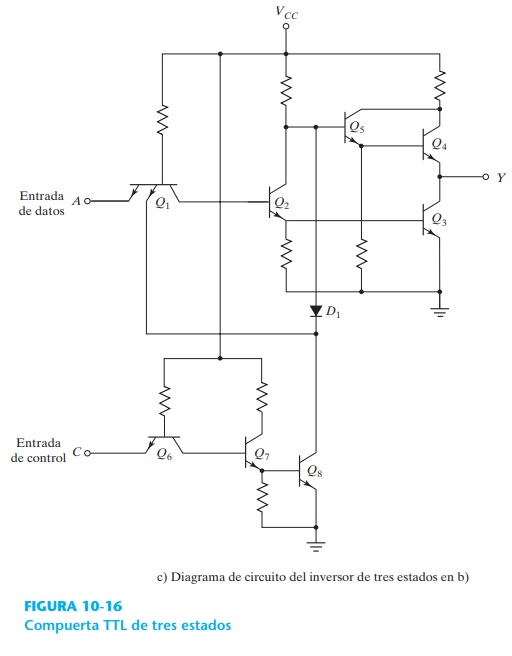 V_CC
Q5
Q4
Entrada
de datos
A
Q1
Q2
Y
Q3
D1
Entrada
de control
C
Q6
Q7
Q8
c) Diagrama de circuito del inversor de tres estados en b)
FIGURA 10-16
Compuerta TTL de tres estados